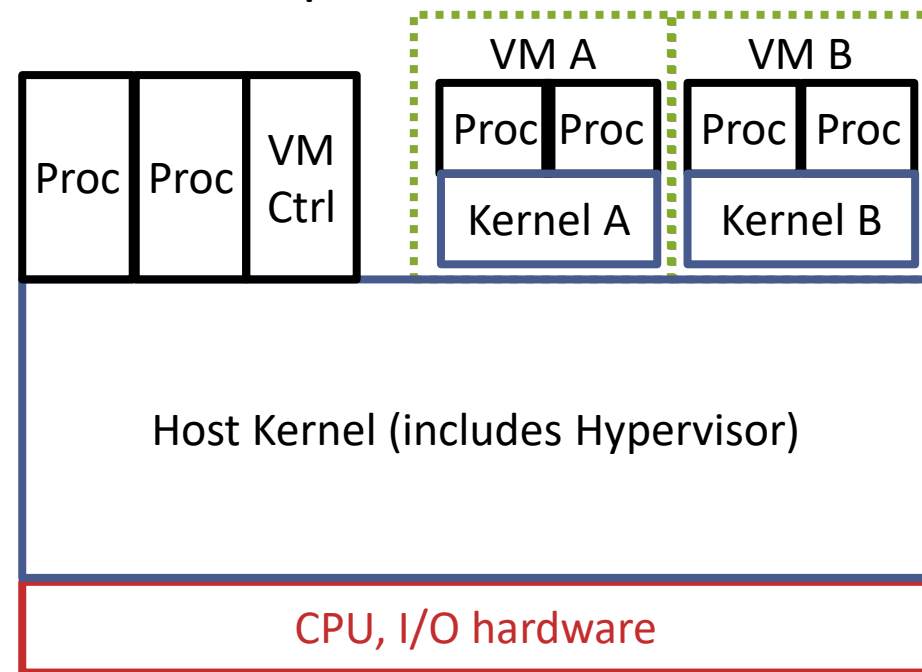 VM A
VM B
Proc
Proc
VM
Ctrl
Proc
Proc
Proc
Proc
Kernel A
Kernel B
Host Kernel (includes Hypervisor)
CPU, I/O hardware